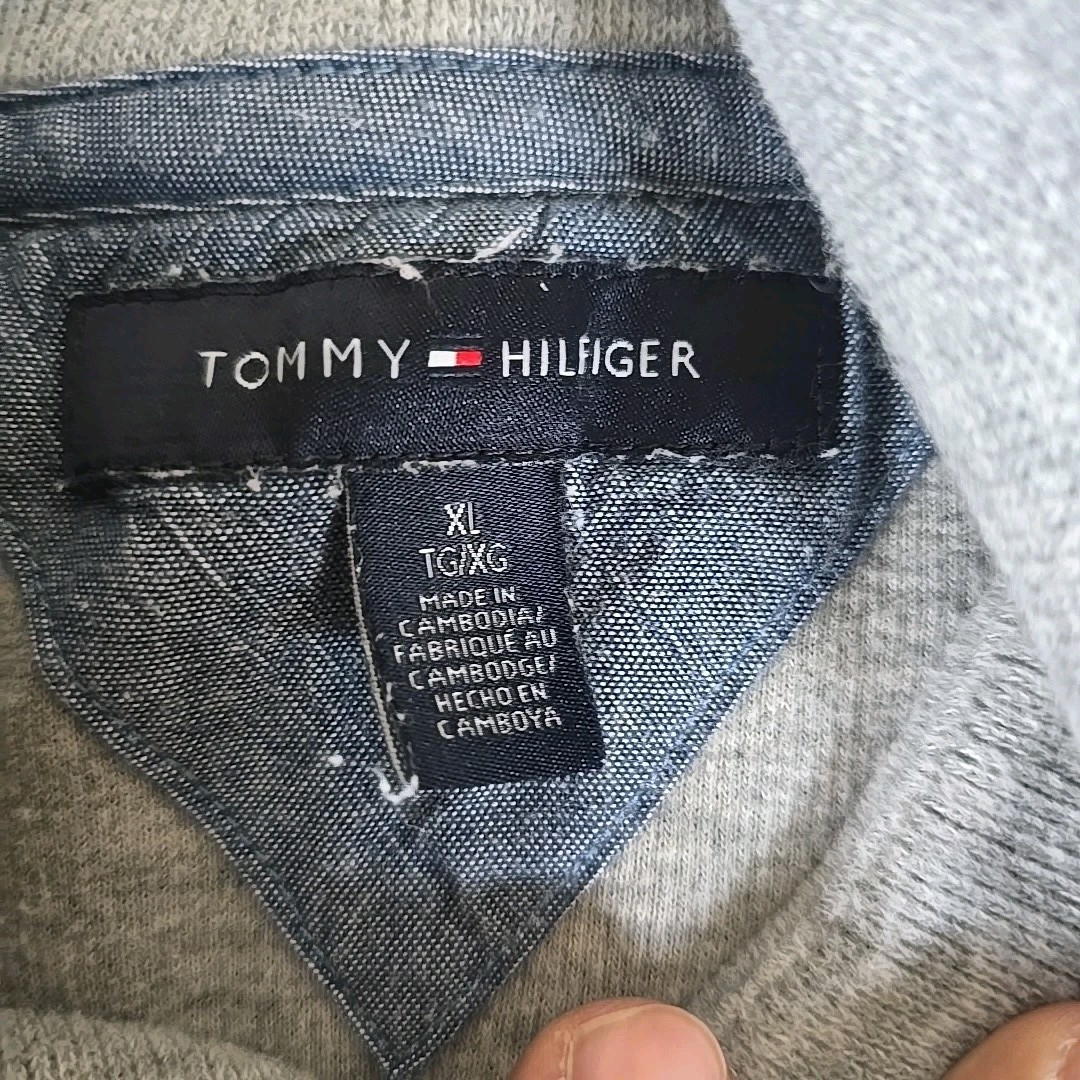 TOMMY HILFIGER
XL
TG/XG
MADE IN
CAMBODIA/
FABRIQUÉ AU
CAMBODGE/
HECHO EN
CAMBOYA